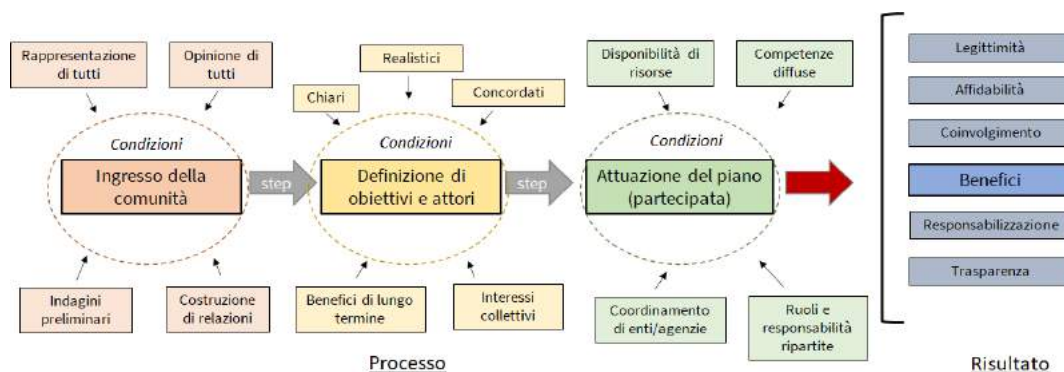 Rappresentazione
di tutti
Opinione di
tutti
Condizioni
Ingresso della
comunità
Indagini
preliminari
Costruzione
di relazioni
step
Realistici
Chiari
Concordati
Condizioni
Definizione di
obiettivi e attori
Benefici di lungo
termine
Interessi
collettivi
step
Disponibilità di
risorse
Competenze
diffuse
Condizioni
Attuazione del piano
(partecipata)
Coordinamento
di enti/agenzie
Ruoli e
responsabilità
ripartite
Processo
Legittimità
Affidabilità
Coinvolgimento
Benefici
Responsabilizzazione
Trasparenza
Risultato